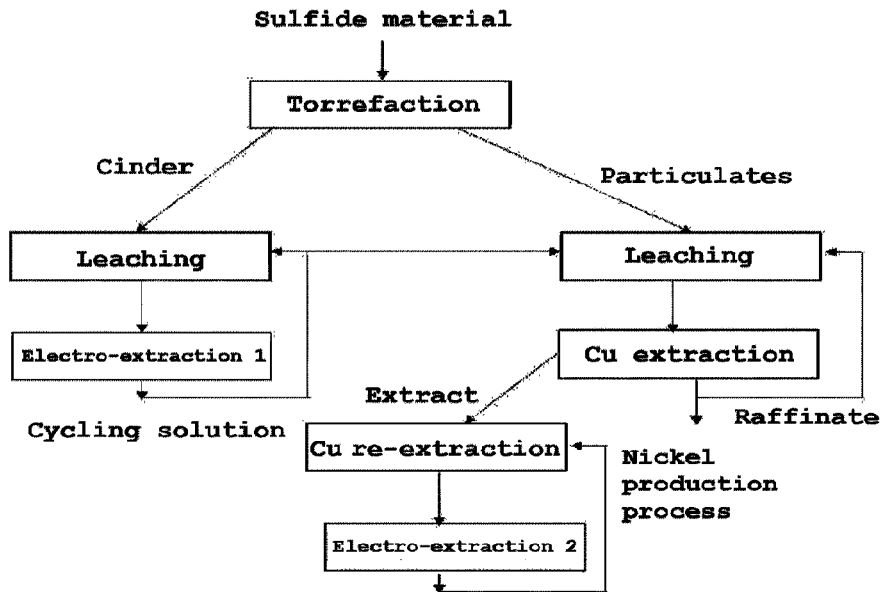 Sulfide material
Torrefaction
Cinder
Particulates
Leaching
Leaching
Electro-extraction 1
Cu extraction
Extract
Cycling solution
Raffinate
Cu re-extraction
Nickel
production
process
Electro-extraction 2